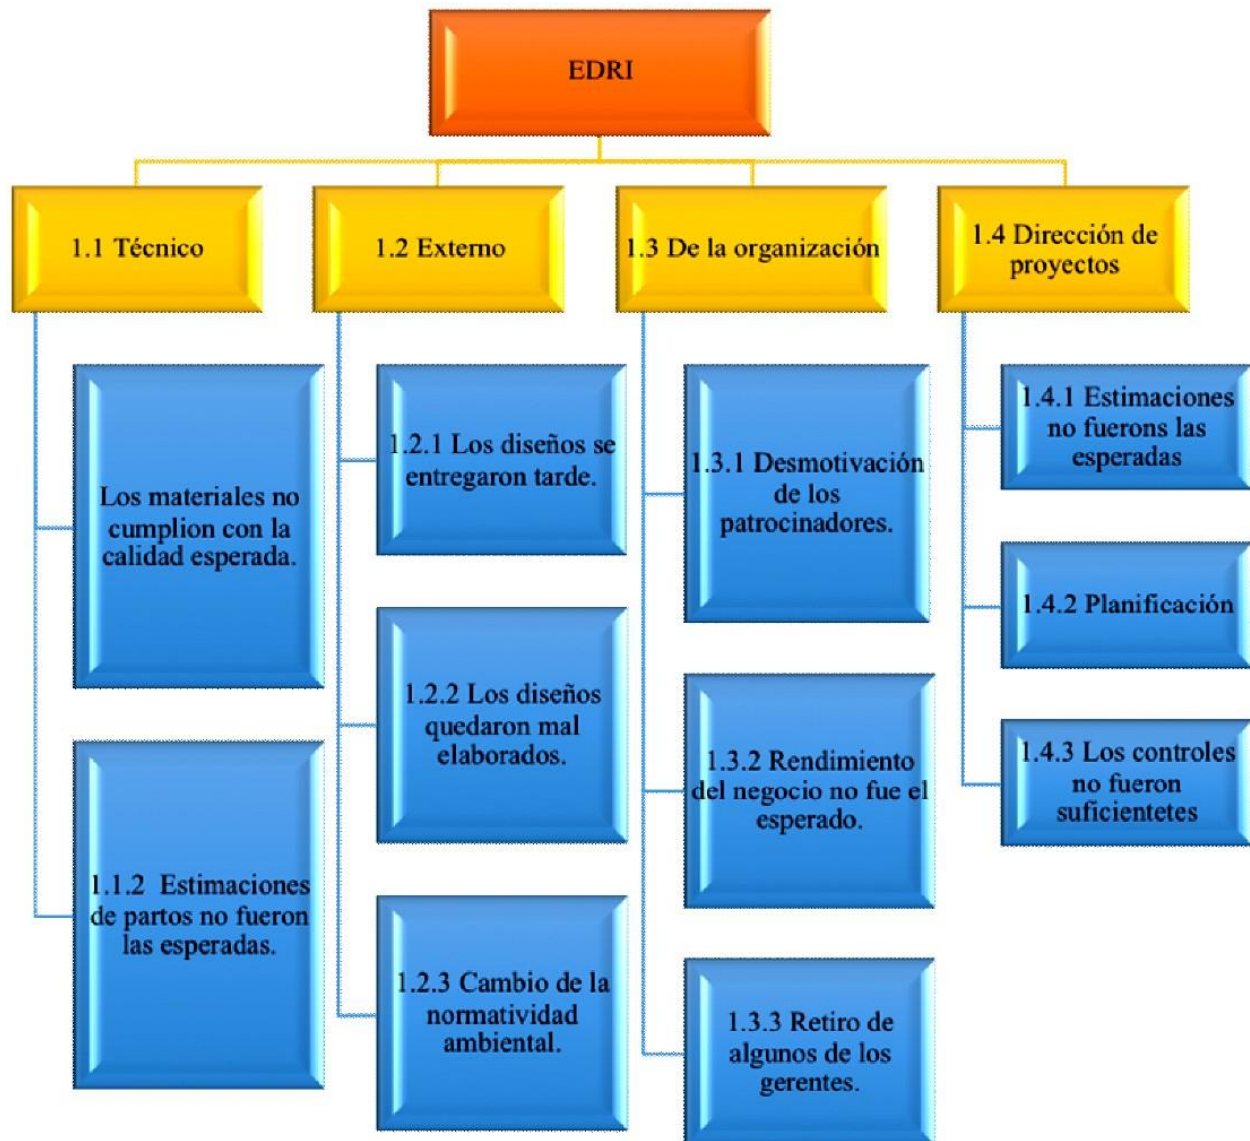 EDRI
1.1 Técnico
1.2 Externo
1.3 De la organización
1.4 Dirección de
proyectos
Los materiales no
cumplion con la
calidad esperada.
1.1.2 Estimaciones
de partos no fueron
las esperadas.
1.2.1 Los diseños se
entregaron tarde.
1.2.2 Los diseños
quedaron mal
elaborados.
1.2.3 Cambio de la
normatividad
ambiental.
1.3.1 Desmotivación
de los
patrocinadores.
1.3.2 Rendimiento
del negocio no fue el
esperado.
1.3.3 Retiro de
algunos de los
gerentes.
1.4.1 Estimaciones
no fuerons las
esperadas
1.4.2 Planificación
1.4.3 Los controles
no fueron
suficientetes